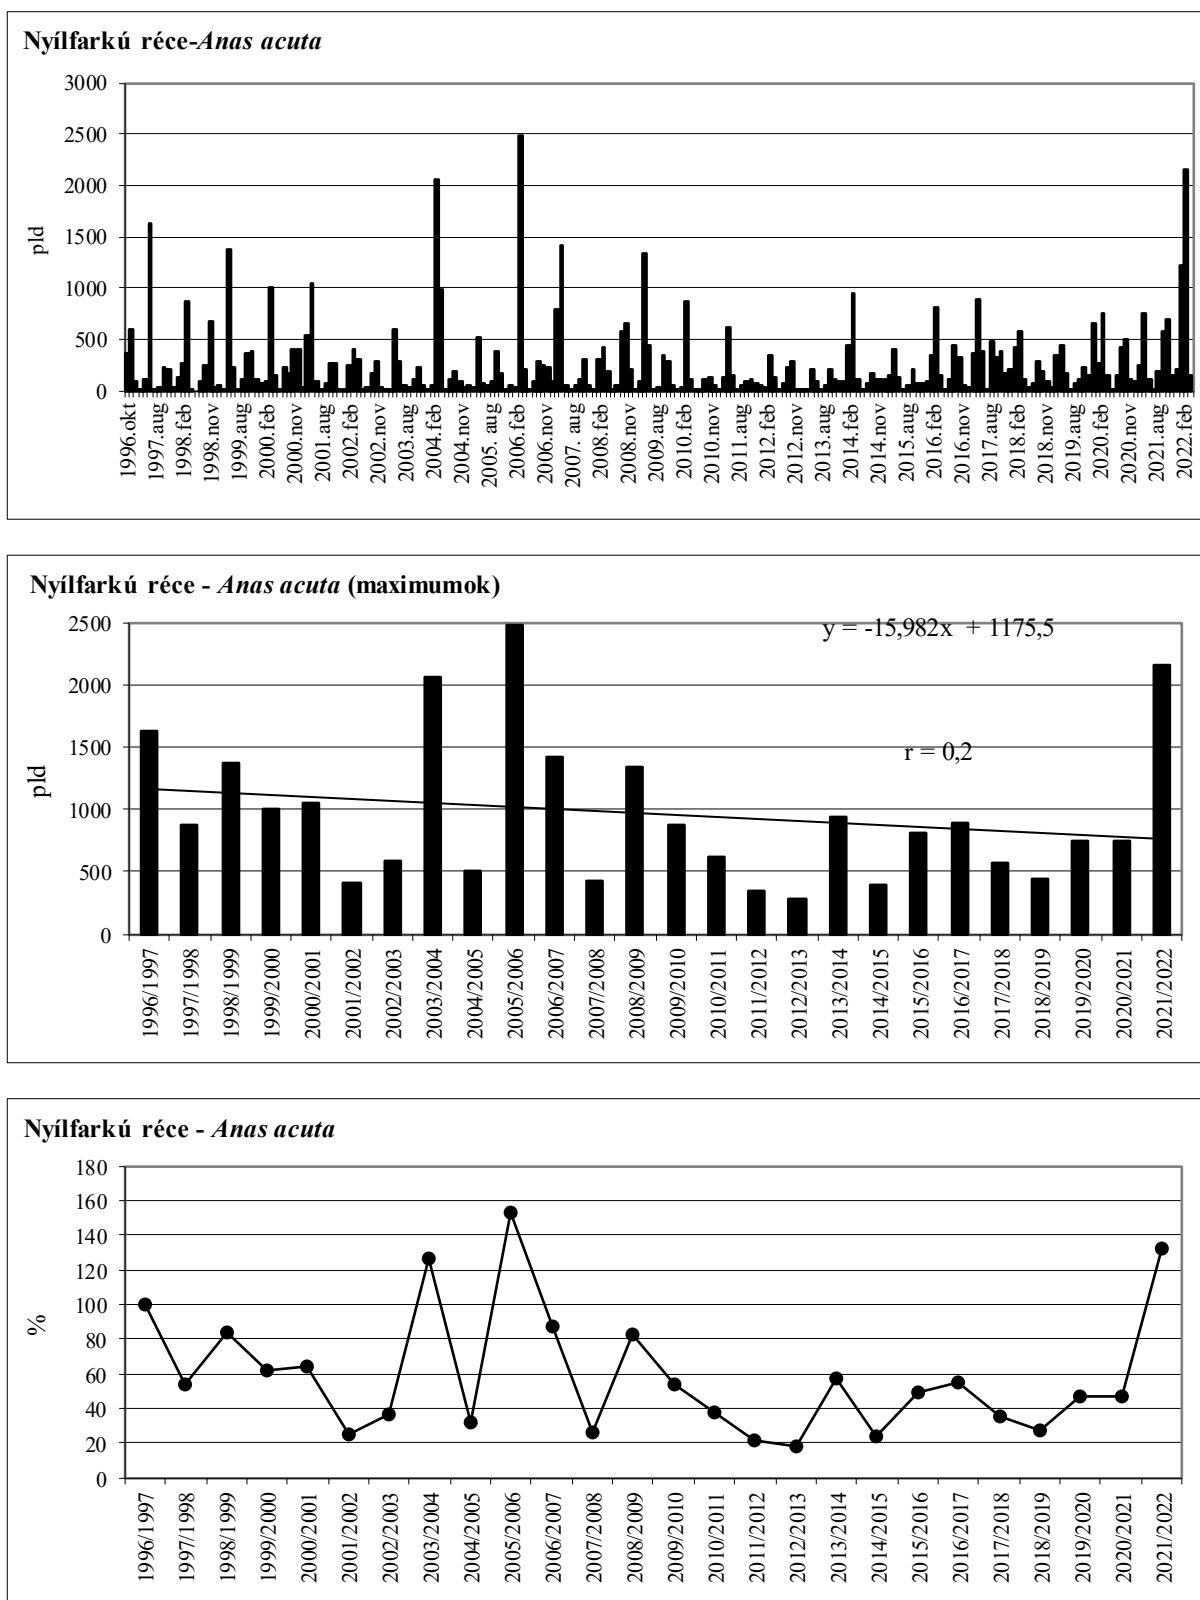 Nyílfarkú réce-Anas acuta
3000
2500
2000
1500
1000
500
0
pld
1996.okt
1997.aug
1998.feb
1998.nov
1999.aug
2000.feb
2000.nov
2001.aug
2002.feb
2002.nov
2003.aug
2004.feb
2004.nov
2005. aug
2006.feb
2006.nov
2007. aug
2008.feb
2008.nov
2009.aug
2010.feb
2010.nov
2011.aug
2012.feb
2012.nov
2013.aug
2014.feb
2014.nov
2015.aug
2016.feb
2016.nov
2017.aug
2018.feb
2018.nov
2019.aug
2020.feb
2020.nov
2021.aug
2022.feb
Nyílfarkú réce - Anas acuta (maximumok)
y = -15,982x + 1175,5
r = 0,2
2500
2000
1500
1000
500
0
pld
1996/1997
1997/1998
1998/1999
1999/2000
2000/2001
2001/2002
2002/2003
2003/2004
2004/2005
2005/2006
2006/2007
2007/2008
2008/2009
2009/2010
2010/2011
2011/2012
2012/2013
2013/2014
2014/2015
2015/2016
2016/2017
2017/2018
2018/2019
2019/2020
2020/2021
2021/2022
Nyílfarkú réce - Anas acuta
180
160
140
120
100
80
60
40
20
0
%
1996/1997
1997/1998
1998/1999
1999/2000
2000/2001
2001/2002
2002/2003
2003/2004
2004/2005
2005/2006
2006/2007
2007/2008
2008/2009
2009/2010
2010/2011
2011/2012
2012/2013
2013/2014
2014/2015
2015/2016
2016/2017
2017/2018
2018/2019
2019/2020
2020/2021
2021/2022